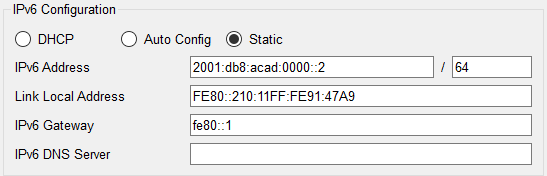 IPv6 Configuration
DHCP Auto Config Static
IPv6 Address 2001:db8:acad:0000::2 / 64
Link Local Address FE80::210:11FF:FE91:47A9
IPv6 Gateway fe80::1
IPv6 DNS Server